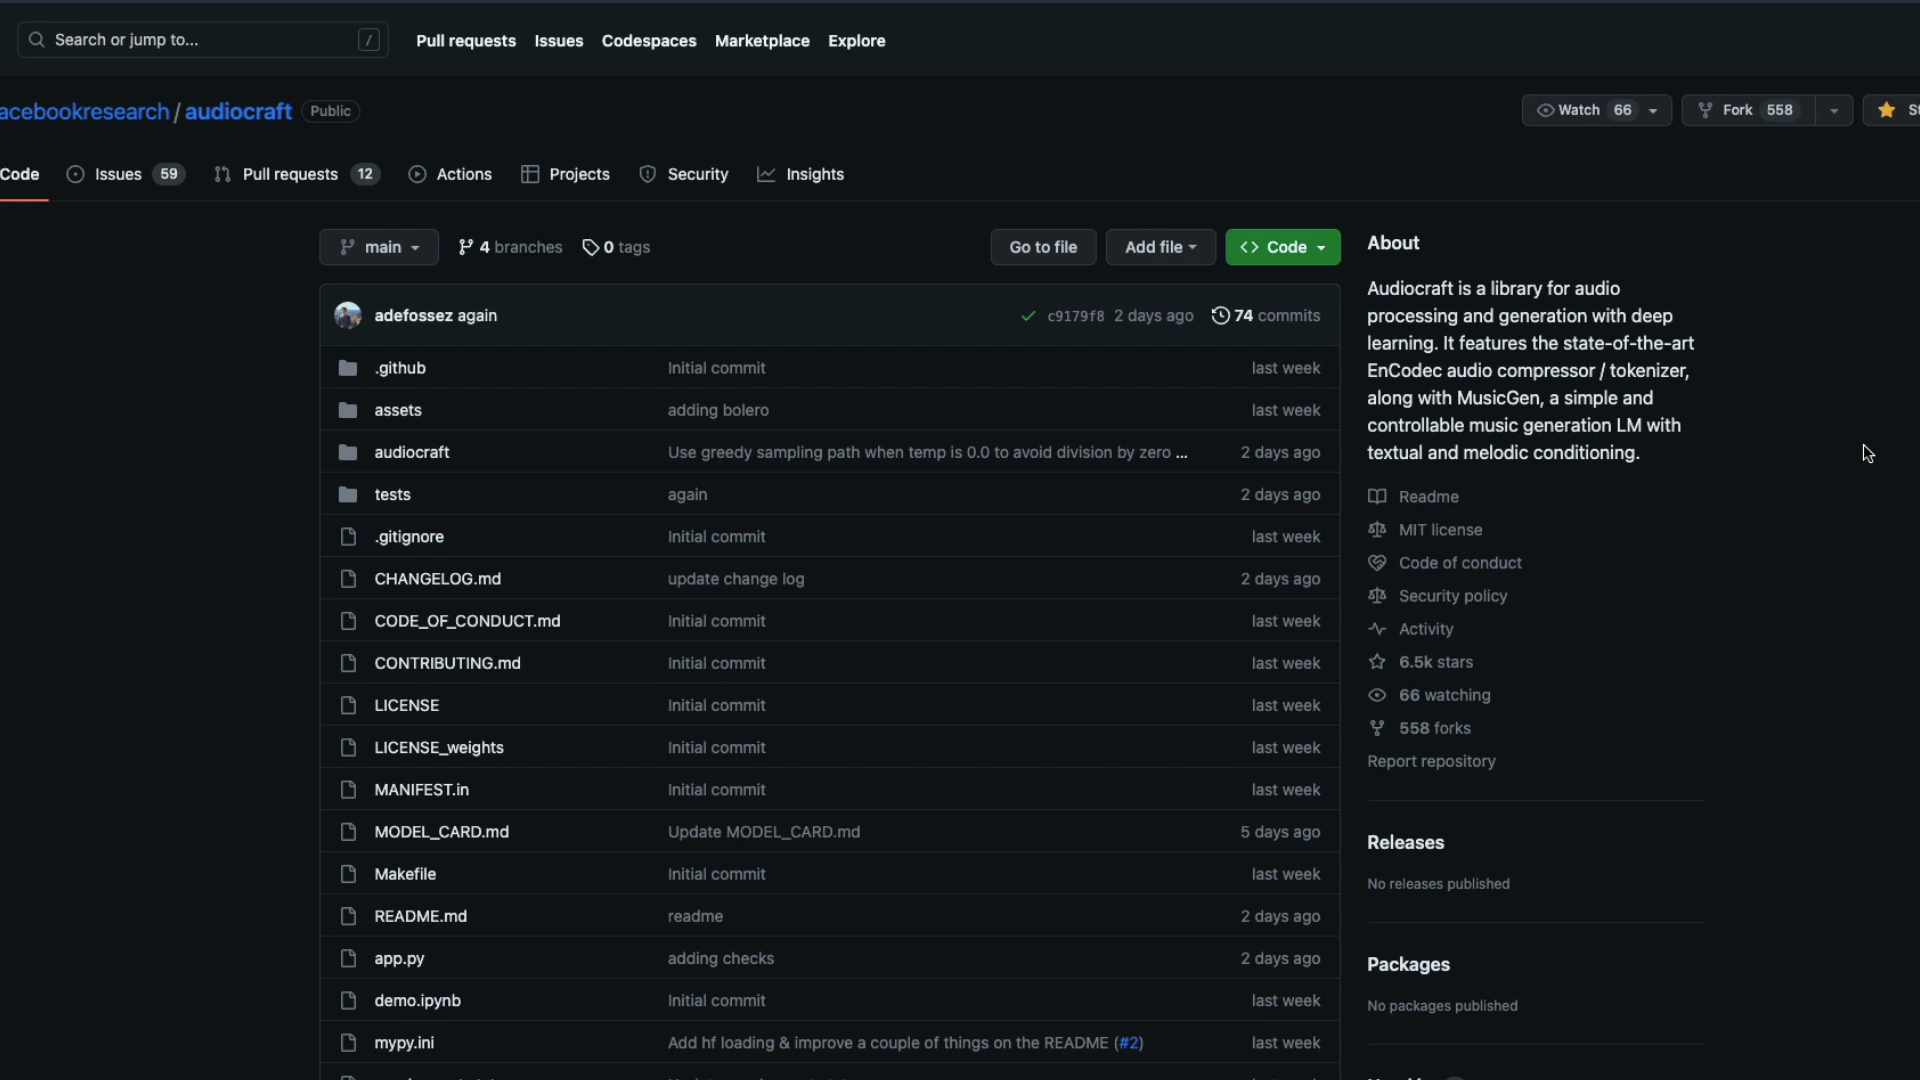 Search or jump to... /
Pull requests Issues Codespaces Marketplace Explore
acebookresearch / audiocraft Public
Watch 66 Fork 558
Code Issues 59 Pull requests 12 Actions Projects Security Insights
main 4 branches 0 tags Go to file Add file Code
adefossez again c9179f8 2 days ago 74 commits
.github Initial commit last week
assets adding bolero last week
audiocraft Use greedy sampling path when temp is 0.0 to avoid division by zero ... 2 days ago
tests again 2 days ago
.gitignore Initial commit last week
CHANGELOG.md update change log 2 days ago
CODE_OF_CONDUCT.md Initial commit last week
CONTRIBUTING.md Initial commit last week
LICENSE Initial commit last week
LICENSE_weights Initial commit last week
MANIFEST.in Initial commit last week
MODEL_CARD.md Update MODEL_CARD.md 5 days ago
Makefile Initial commit last week
README.md readme 2 days ago
app.py adding checks 2 days ago
demo.ipynb Initial commit last week
mypy.ini Add hf loading & improve a couple of things on the README (#2) last week
About
Audiocraft is a library for audio
processing and generation with deep
learning. It features the state-of-the-art
EnCodec audio compressor / tokenizer,
along with MusicGen, a simple and
controllable music generation LM with
textual and melodic conditioning.
Readme
MIT license
Code of conduct
Security policy
Activity
6.5k stars
66 watching
558 forks
Report repository
Releases
No releases published
Packages
No packages published